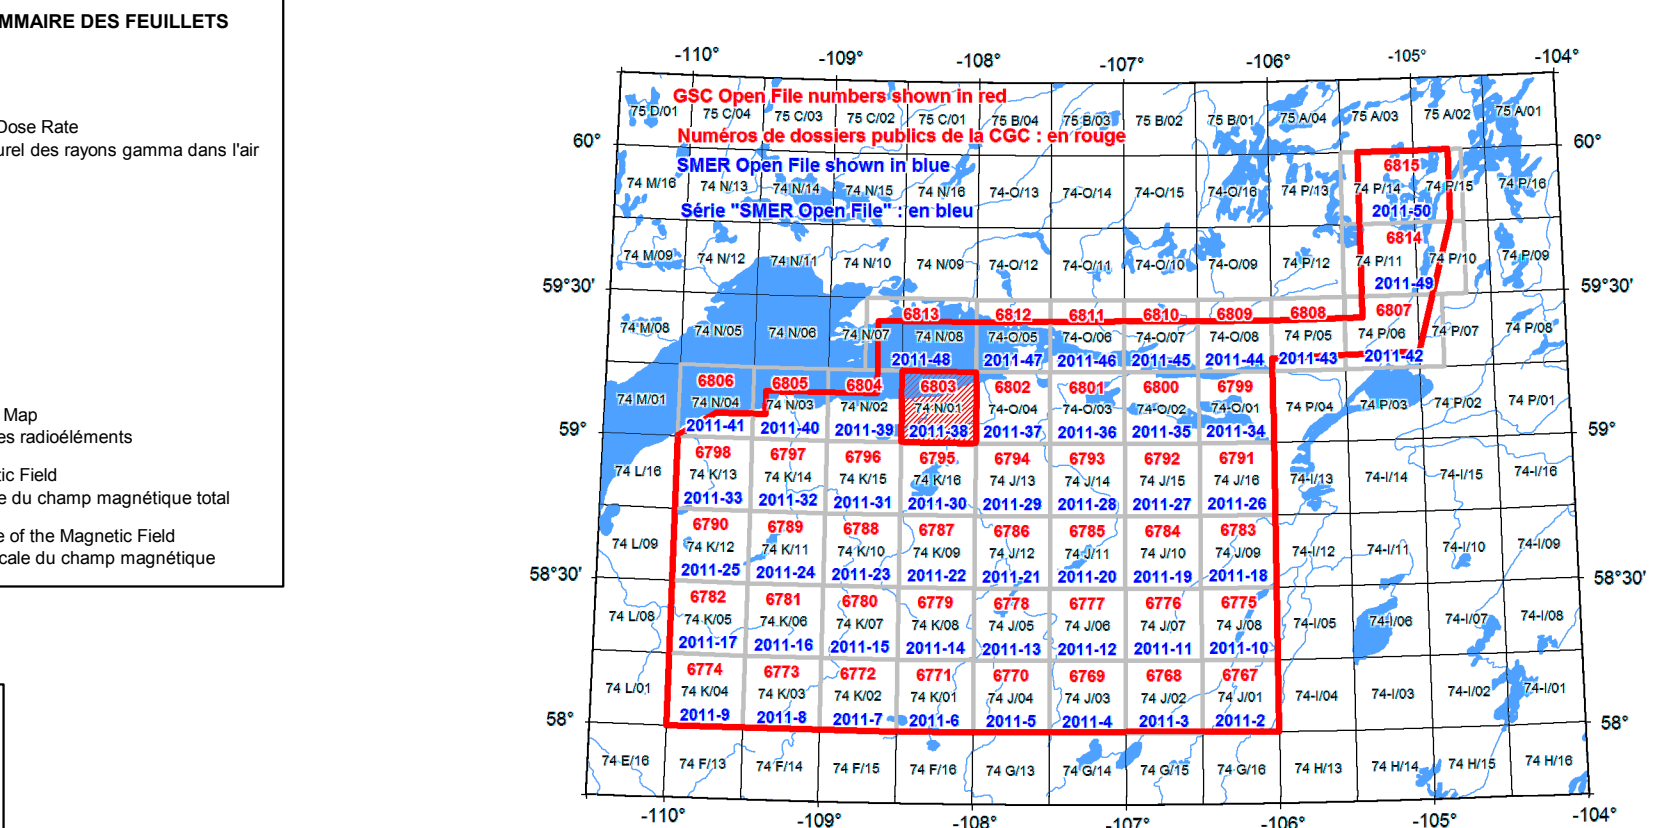 MMAIRE DES FEUILLETS
Dose Rate
urel des rayons gamma dans l'air
Map
es radioéléments
tic Field
e du champ magnétique total
e of the Magnetic Field
cale du champ magnétique
-110° -109° -108° -107° -106° -105° -104°
GSC Open File numbers shown in red
75 D/01 75 C/04 75 C/03 75 C/02 75 C/01 75 B/04 75 B/03 75 B/02 75 B/01 75 A/04 75 A/03 75 A/02 75 A/01
Numéros de dossiers publics de la CGC : en rouge
60° 60°
SMER Open File shown in blue
6815
74 M/16 74 N/13 74 N/14 74 N/15 74 N/16 74-O/13 74-O/14 74-O/15 74-O/16 74 P/13 74 P/14 74 P/15 74 P/16
Série "SMER Open File" : en bleu
2011-50
6814
74 M/09 74 N/12 74 N/11 74 N/10 74 N/09 74-O/12 74-O/11 74-O/10 74-O/09 74 P/12 74 P/11 74 P/10 74 P/09
2011-49
59°30' 59°30'
6813 6812 6811 6810 6809 6808 6807
74 M/08 74 N/05 74 N/06 74 N/07 74 N/08 74-O/05 74-O/06 74-O/07 74-O/08 74 P/05 74 P/06 74 P/07 74 P/08
2011-48 2011-47 2011-46 2011-45 2011-44 2011-43 2011-42
6806 6805 6804 6803 6802 6801 6800 6799
74 M/01 74 N/04 74 N/03 74 N/02 74 N/01 74-O/04 74-O/03 74-O/02 74-O/01 74 P/04 74 P/03 74 P/02 74 P/01
2011-41 2011-40 2011-39 2011-38 2011-37 2011-36 2011-35 2011-34
59° 59°
6798 6797 6796 6795 6794 6793 6792 6791
74 L/16 74 K/13 74 K/14 74 K/15 74 K/16 74 J/13 74 J/14 74 J/15 74 J/16 74-I/13 74-I/14 74-I/15 74-I/16
2011-33 2011-32 2011-31 2011-30 2011-29 2011-28 2011-27 2011-26
6790 6789 6788 6787 6786 6785 6784 6783
74 L/09 74 K/12 74 K/11 74 K/10 74 K/09 74 J/12 74 J/11 74 J/10 74 J/09 74-I/12 74-I/11 74-I/10 74-I/09
2011-25 2011-24 2011-23 2011-22 2011-21 2011-20 2011-19 2011-18
58°30' 58°30'
6782 6781 6780 6779 6778 6777 6776 6775
74 L/08 74 K/05 74 K/06 74 K/07 74 K/08 74 J/05 74 J/06 74 J/07 74 J/08 74-I/05 74-I/06 74-I/07 74-I/08
2011-17 2011-16 2011-15 2011-14 2011-13 2011-12 2011-11 2011-10
6774 6773 6772 6771 6770 6769 6768 6767
74 L/01 74 K/04 74 K/03 74 K/02 74 K/01 74 J/04 74 J/03 74 J/02 74 J/01 74-I/04 74-I/03 74-I/02 74-I/01
2011-9 2011-8 2011-7 2011-6 2011-5 2011-4 2011-3 2011-2
58° 58°
74 E/16 74 F/13 74 F/14 74 F/15 74 F/16 74 G/13 74 G/14 74 G/15 74 G/16 74 H/13 74 H/14 74 H/15 74 H/16
-110° -109° -108° -107° -106° -105° -104°